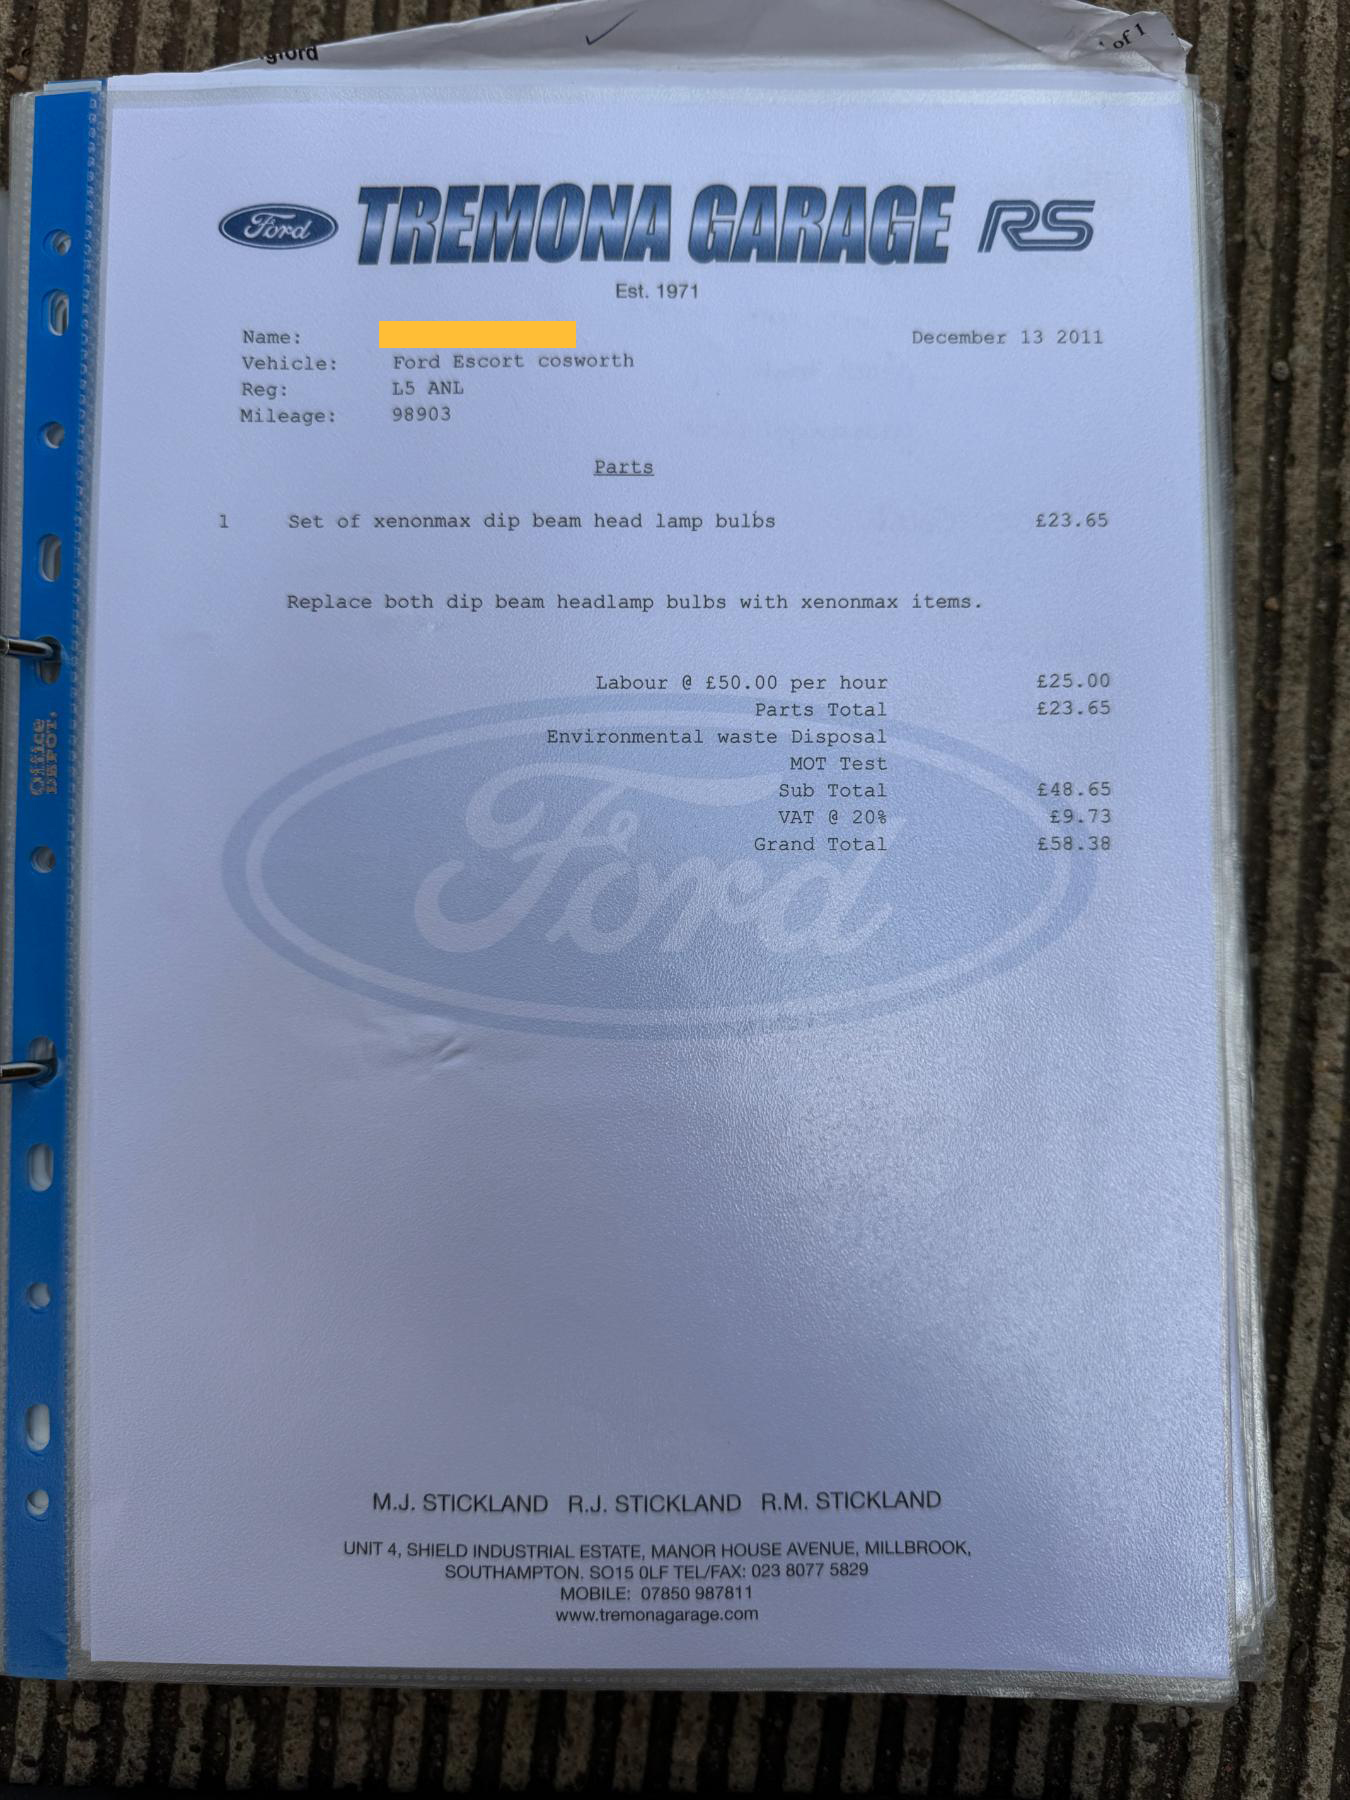 gford
of 1
Ford TREMONA GARAGE RS
Est. 1971
Name: December 13 2011
Vehicle: Ford Escort cosworth
Reg: L5 ANL
Mileage: 98903
Parts
1 Set of xenonmax dip beam head lamp bulbs £23.65
Replace both dip beam headlamp bulbs with xenonmax items.
Labour @ £50.00 per hour £25.00
Parts Total £23.65
Environmental waste Disposal
MOT Test
Sub Total £48.65
VAT @ 20% £9.73
Grand Total £58.38
Ford
Office
DEPOT.
M.J. STICKLAND R.J. STICKLAND R.M. STICKLAND
UNIT 4, SHIELD INDUSTRIAL ESTATE, MANOR HOUSE AVENUE, MILLBROOK,
SOUTHAMPTON. SO15 0LF TEL/FAX: 023 8077 5829
MOBILE: 07850 987811
www.tremonagarage.com